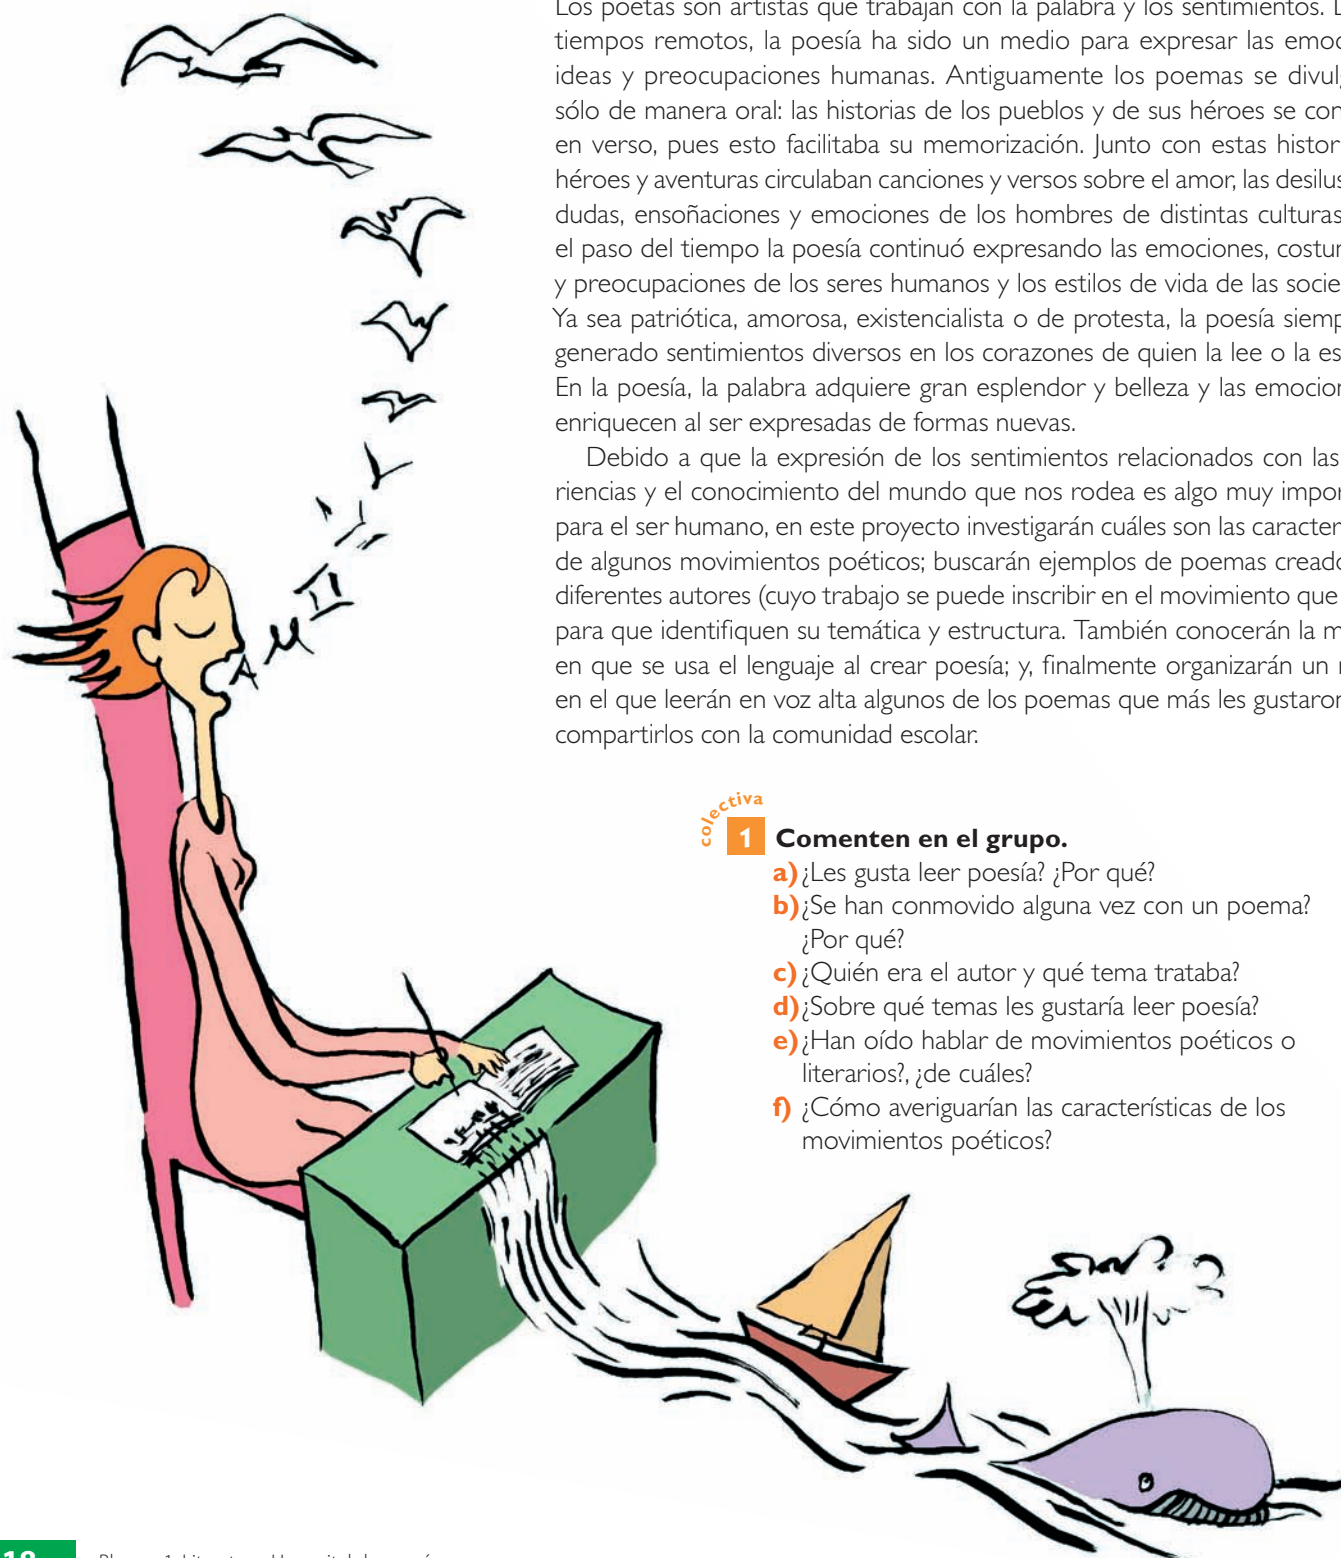 Los poetas son artistas que trabajan con la palabra y los sentimientos.
tiempos remotos, la poesía ha sido un medio para expresar las
ideas y preocupaciones humanas. Antiguamente los poemas se
sólo de manera oral: las historias de los pueblos y de sus héroes se
en verso, pues esto facilitaba su memorización. Junto con estas
héroes y aventuras circulaban canciones y versos sobre el amor, las
dudas, ensoñaciones y emociones de los hombres de distintas culturas
el paso del tiempo la poesía continuó expresando las emociones,
y preocupaciones de los seres humanos y los estilos de vida de las
Ya sea patriótica, amorosa, existencialista o de protesta, la poesía
generado sentimientos diversos en los corazones de quien la lee o la
En la poesía, la palabra adquiere gran esplendor y belleza y las
enriquecen al ser expresadas de formas nuevas.
Debido a que la expresión de los sentimientos relacionados con las
riencias y el conocimiento del mundo que nos rodea es algo muy
para el ser humano, en este proyecto investigarán cuáles son las
de algunos movimientos poéticos; buscarán ejemplos de poemas
diferentes autores (cuyo trabajo se puede inscribir en el movimiento que
para que identifiquen su temática y estructura. También conocerán la
en que se usa el lenguaje al crear poesía; y, finalmente organizarán un
en el que leerán en voz alta algunos de los poemas que más les gustaron
compartirlos con la comunidad escolar.
colectiva
1 Comenten en el grupo.
a) ¿Les gusta leer poesía? ¿Por qué?
b) ¿Se han conmovido alguna vez con un poema?
¿Por qué?
c) ¿Quién era el autor y qué tema trataba?
d) ¿Sobre qué temas les gustaría leer poesía?
e) ¿Han oído hablar de movimientos poéticos o
literarios?, ¿de cuáles?
f) ¿Cómo averiguarían las características de los
movimientos poéticos?